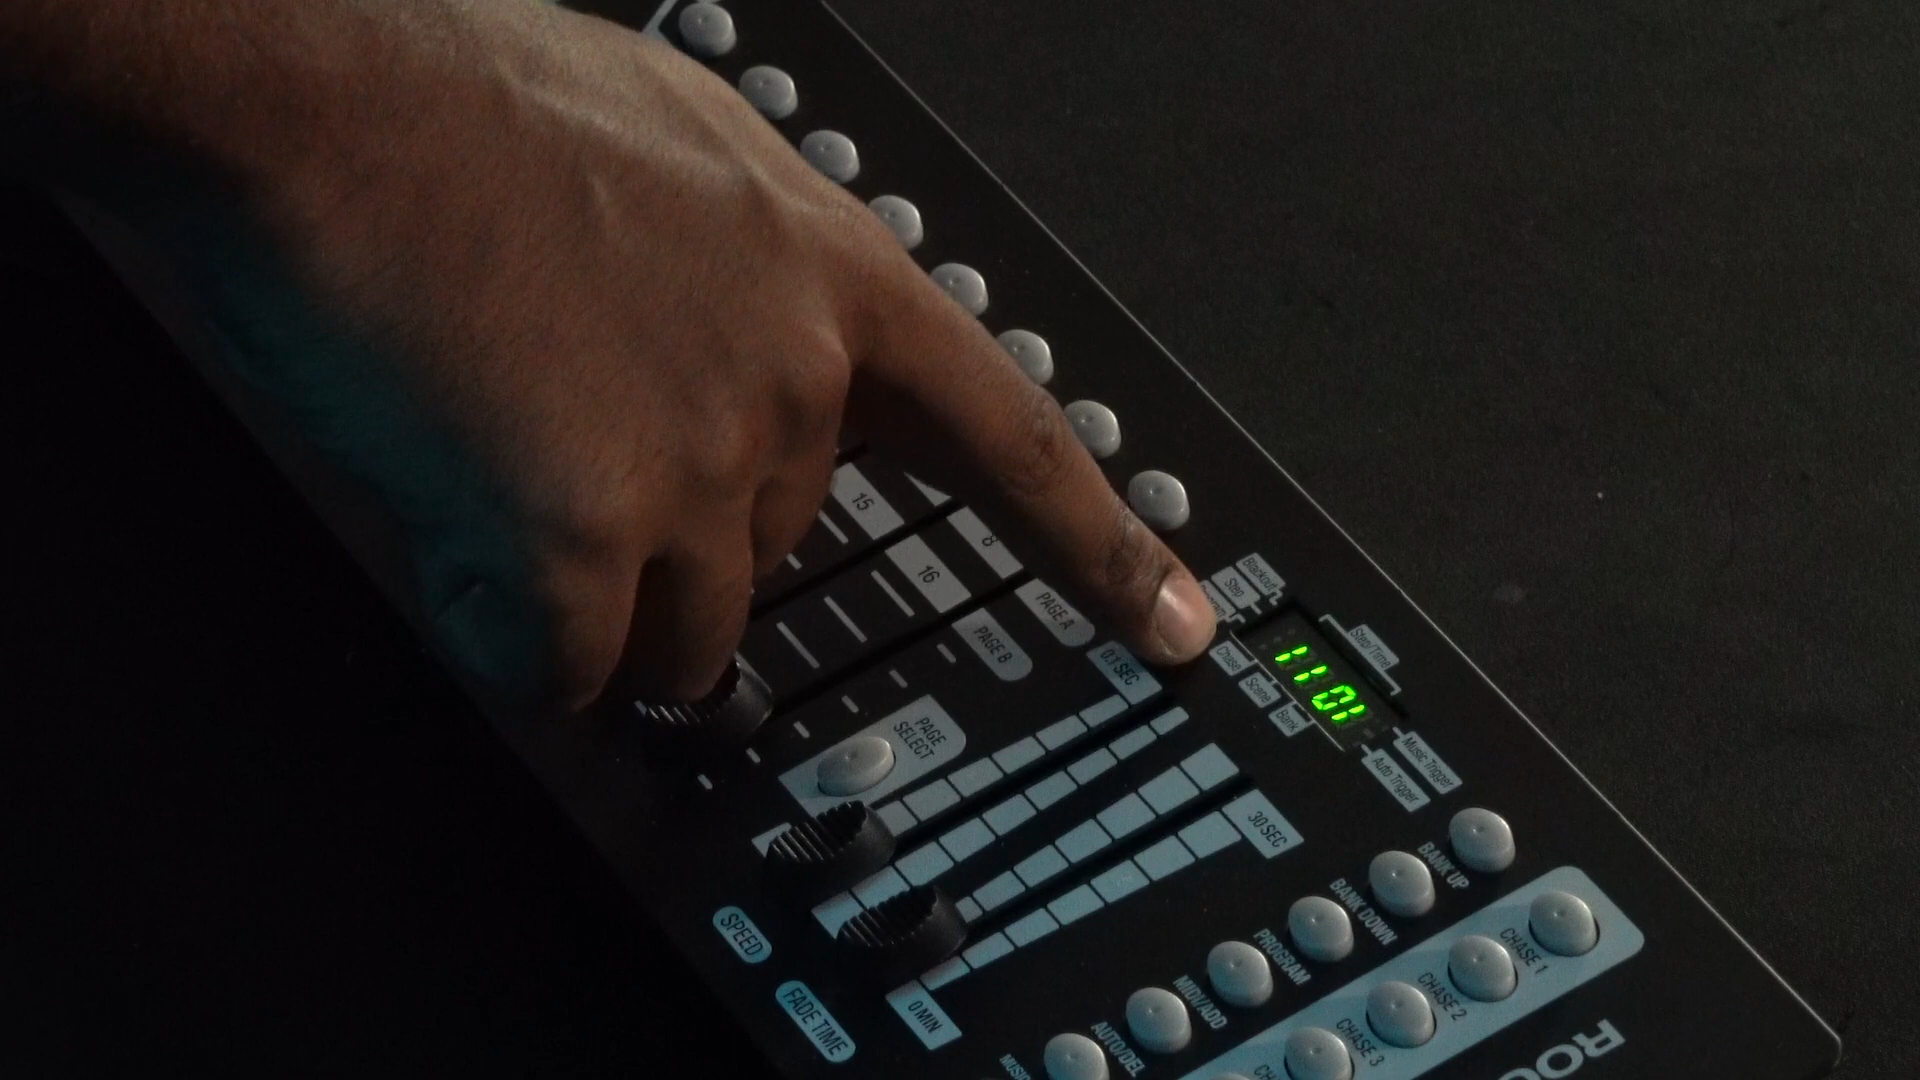 15
8
16
PAGE A
PAGE B
0.1 SEC
Blackout
Step
Program
Chase
Scene
Bank
Step/Time
Music Trigger
Auto Trigger
PAGE
SELECT
30 SEC
SPEED
FADE TIME
0 MIN
BANK UP
BANK DOWN
PROGRAM
MIDI/ADD
AUTO/DEL
CHASE 1
CHASE 2
CHASE 3